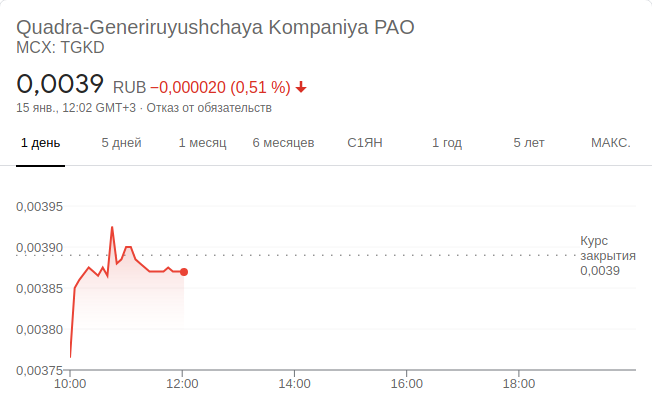 Quadra-Generiruyushchaya Kompaniya PAO
MCX: TGKD
0,0039 RUB −0,000020 (0,51 %)
15 янв., 12:02 GMT+3 · Отказ от обязательств
1 день 5 дней 1 месяц 6 месяцев С1ЯН 1 год 5 лет МАКС.
0,00395
0,00390
Курс
закрытия
0,0039
0,00385
0,00380
0,00375
10:00 12:00 14:00 16:00 18:00